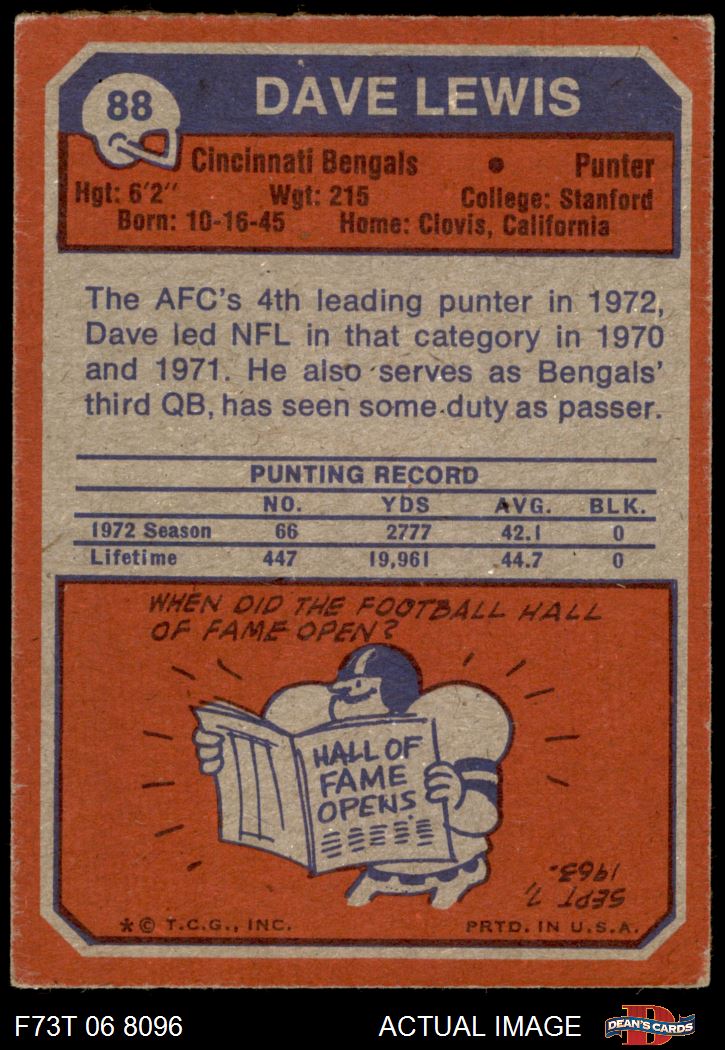 88 DAVE LEWIS
Cincinnati Bengals • Punter
Hgt: 6'2" Wgt: 215 College: Stanford
Born: 10-16-45 Home: Clovis, California
The AFC's 4th leading punter in 1972,
Dave led NFL in that category in 1970
and 1971. He also serves as Bengals'
third QB, has seen some duty as passer.
PUNTING RECORD
NO. YDS AVG. BLK.
1972 Season 66 2777 42.1 0
Lifetime 447 19,961 44.7 0
WHEN DID THE FOOTBALL HALL
OF FAME OPEN?
HALL OF
FAME
OPENS
SEPT 7,
1963.
*© T.C.G., INC. PRTD. IN U.S.A.
F73T 06 8096 ACTUAL IMAGE D DEAN'S CARDS